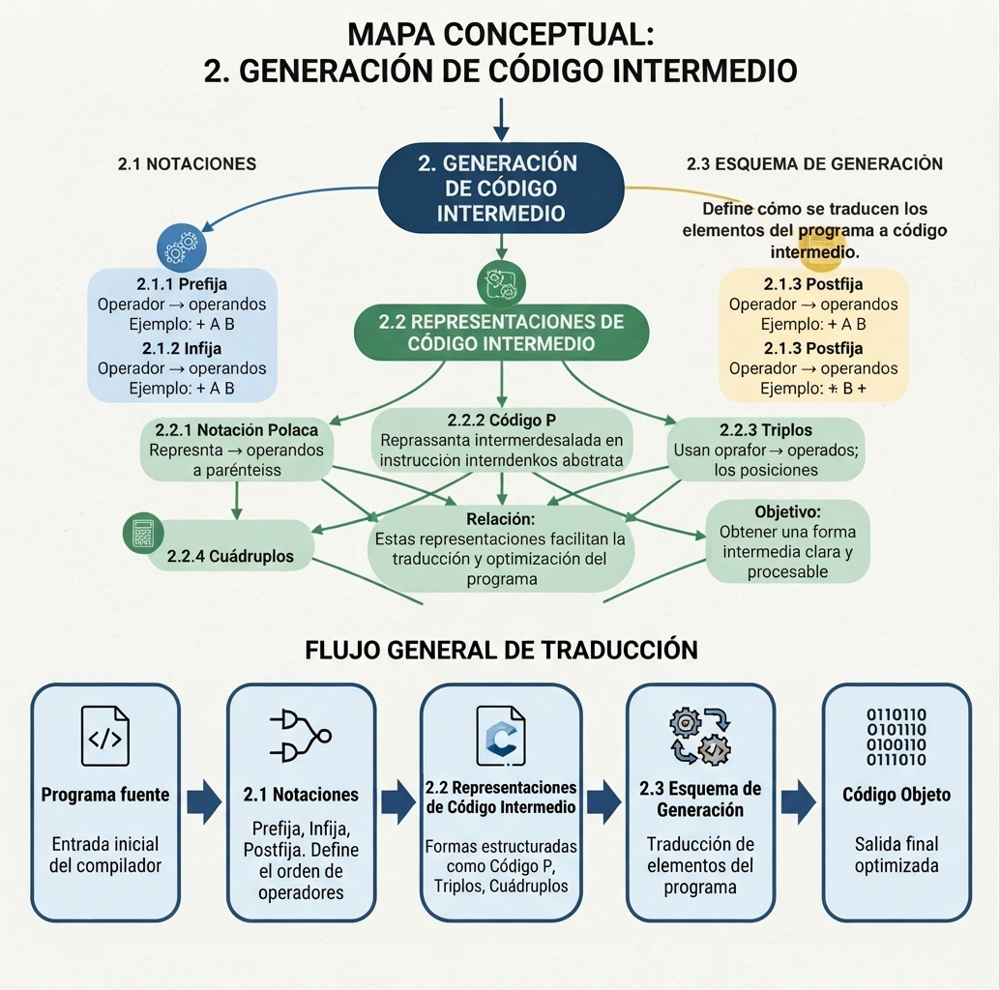 MAPA CONCEPTUAL:
2. GENERACIÓN DE CÓDIGO INTERMEDIO
2. GENERACIÓN
DE CÓDIGO
INTERMEDIO
2.1 NOTACIONES
2.1.1 Prefija
Operador → operandos
Ejemplo: + A B
2.1.2 Infija
Operador → operandos
Ejemplo: + A B
2.3 ESQUEMA DE GENERACIÓN
Define cómo se traducen los
elementos del programa a código
intermedio.
2.1.3 Postfija
Operador → operandos
Ejemplo: + A B
2.1.3 Postfija
Operador → operandos
Ejemplo: B +
2.2 REPRESENTACIONES DE
CÓDIGO INTERMEDIO
2.2.1 Notación Polaca
Represnta → operandos
a parénteiss
2.2.2 Código P
Reprassanta intermerdesalada en
instrucción interndenkos abstrata
2.2.3 Triplos
Usan oprafor → operados;
los posiciones
2.2.4 Cuádruplos
Relación:
Estas representaciones facilitan la
traducción y optimización del
programa
Objetivo:
Obtener una forma
intermedia clara y
procesable
FLUJO GENERAL DE TRADUCCIÓN
</>
Programa fuente
Entrada inicial
del compilador
2.1 Notaciones
Prefija, Infija,
Postfija. Define
el orden de
operadores
C
2.2 Representaciones
de Código Intermedio
Formas estructuradas
como Código P,
Triplos, Cuádruplos
</>
2.3 Esquema de
Generación
Traducción de
elementos del
programa
0110110
0101110
0100110
0111010
Código Objeto
Salida final
optimizada